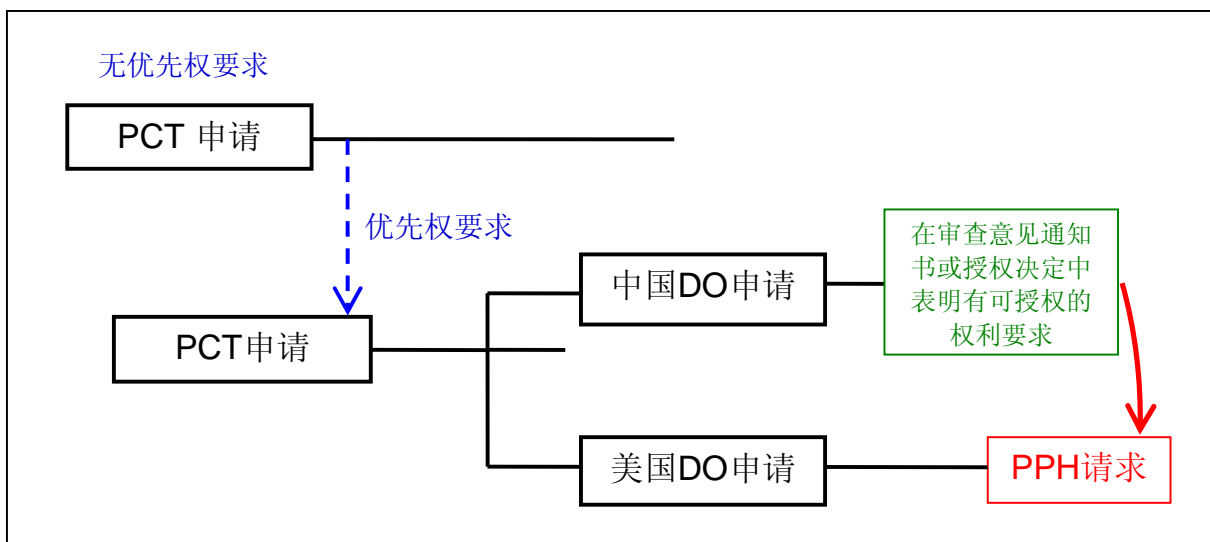 无优先权要求
PCT 申请
优先权要求
在审查意见通知
书或授权决定中
表明有可授权的
权利要求
中国DO申请
PCT申请
美国DO申请
PPH请求